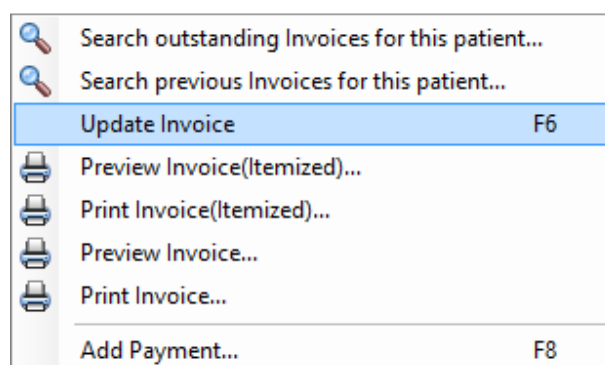 Search outstanding Invoices for this patient...
Search previous Invoices for this patient...
Update Invoice F6
Preview Invoice(Itemized)...
Print Invoice(Itemized)...
Preview Invoice...
Print Invoice...
Add Payment... F8